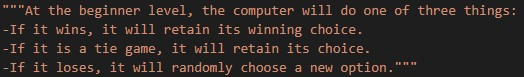 """At the beginner level, the computer will do one of three things:
-If it wins, it will retain its winning choice.
-If it is a tie game, it will retain its choice.
-If it loses, it will randomly choose a new option."""